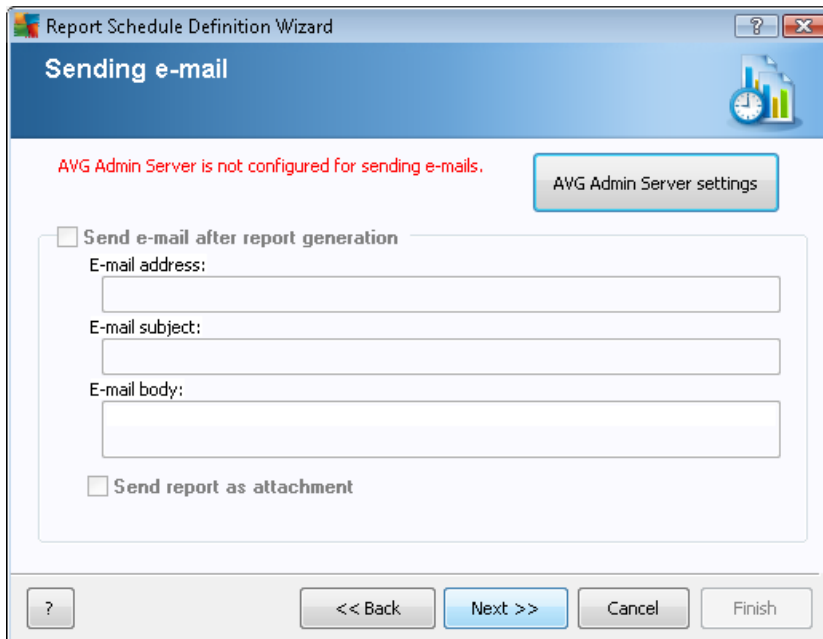 Report Schedule Definition Wizard
?
Sending e-mail
AVG Admin Server is not configured for sending e-mails.
AVG Admin Server settings
Send e-mail after report generation
E-mail address:
E-mail subject:
E-mail body:
Send report as attachment
?
<< Back
Next >>
Cancel
Finish